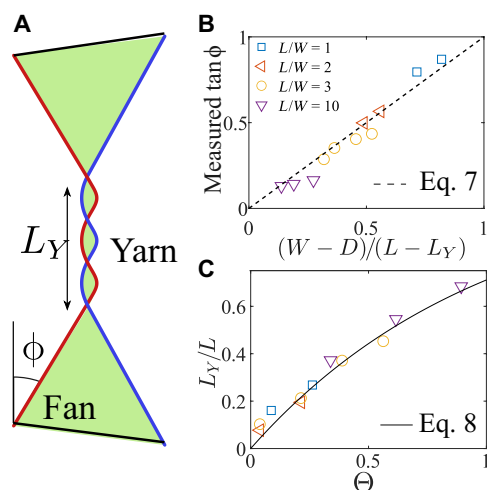 A
L_Y
Yarn
ϕ
Fan
B
Measured tan ϕ
1
0.5
0
0
0.5
1
L/W = 1
L/W = 2
L/W = 3
L/W = 10
Eq. 7
(W − D)/(L − L_Y)
C
L_Y/L
0.6
0.4
0.2
0
0
0.5
1
Eq. 8
Θ